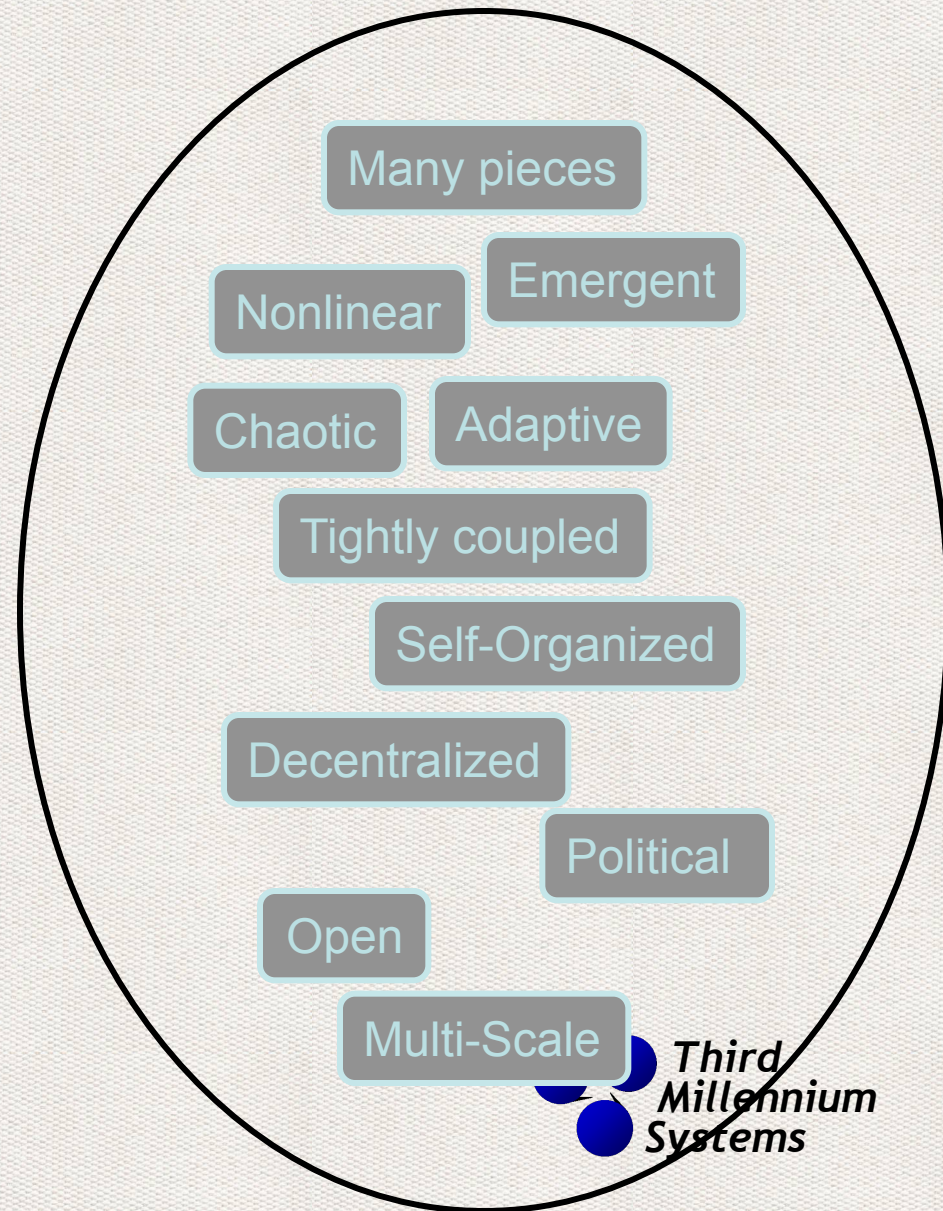 Many pieces
Emergent
Nonlinear
Adaptive
Chaotic
Tightly coupled
Self-Organized
Decentralized
Political
Open
Multi-Scale
Third
Millennium
Systems